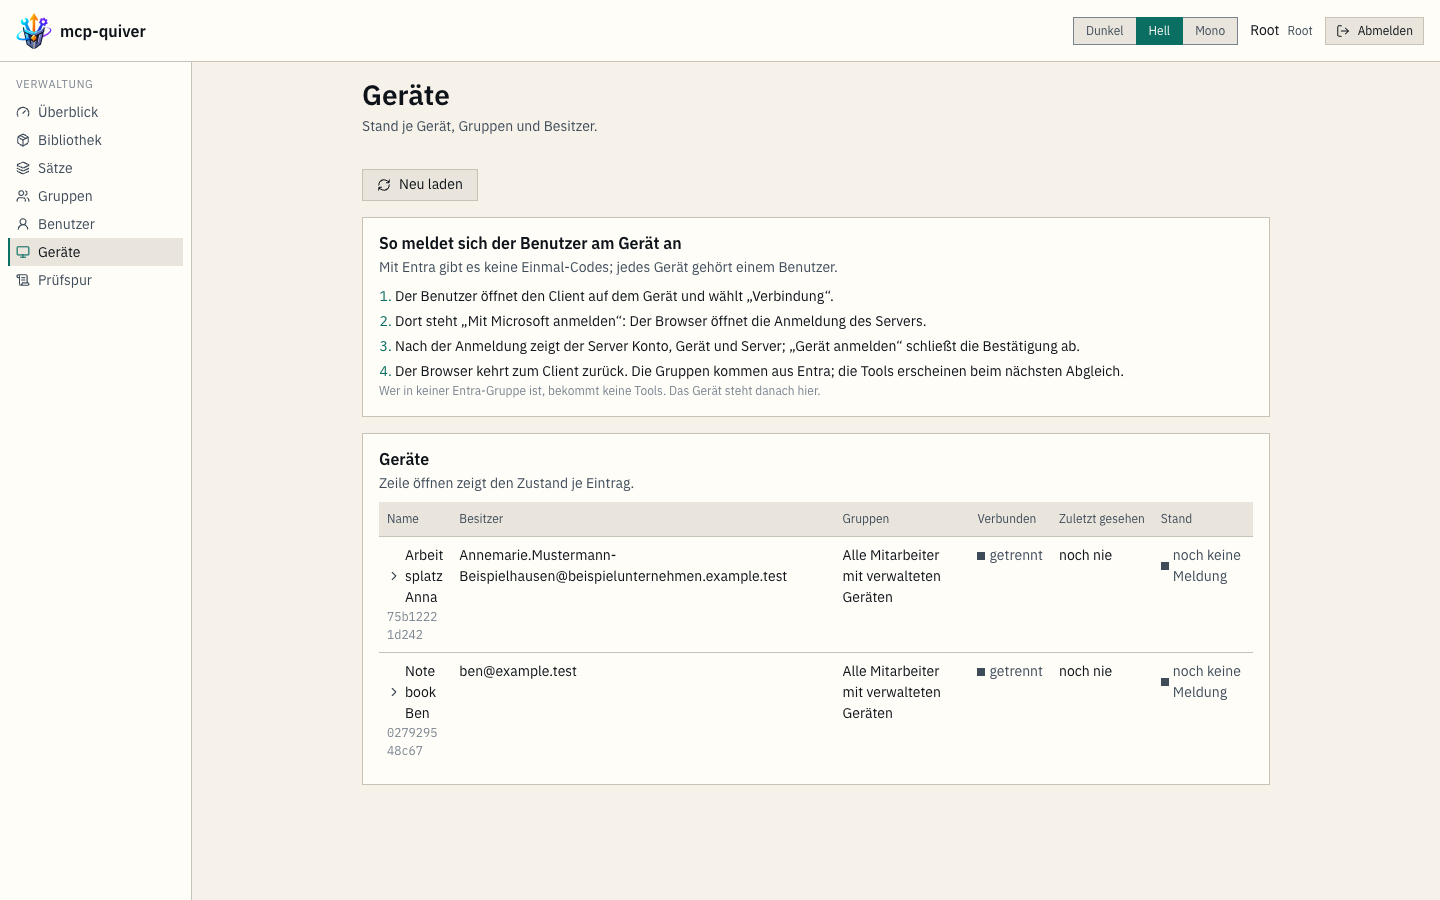 mcp-quiver
Dunkel Hell Mono Root Root Abmelden
VERWALTUNG
Überblick
Bibliothek
Sätze
Gruppen
Benutzer
Geräte
Prüfspur
Geräte
Stand je Gerät, Gruppen und Besitzer.
Neu laden
So meldet sich der Benutzer am Gerät an
Mit Entra gibt es keine Einmal-Codes; jedes Gerät gehört einem Benutzer.
1. Der Benutzer öffnet den Client auf dem Gerät und wählt „Verbindung“.
2. Dort steht „Mit Microsoft anmelden“: Der Browser öffnet die Anmeldung des Servers.
3. Nach der Anmeldung zeigt der Server Konto, Gerät und Server; „Gerät anmelden“ schließt die Bestätigung ab.
4. Der Browser kehrt zum Client zurück. Die Gruppen kommen aus Entra; die Tools erscheinen beim nächsten Abgleich.
Wer in keiner Entra-Gruppe ist, bekommt keine Tools. Das Gerät steht danach hier.
Geräte
Zeile öffnen zeigt den Zustand je Eintrag.
Name Besitzer Gruppen Verbunden Zuletzt gesehen Stand
Arbeit
splatz
Anna
75b1222
1d242
Annemarie.Mustermann-
Beispielhausen@beispielunternehmen.example.test
Alle Mitarbeiter
mit verwalteten
Geräten
getrennt
noch nie
noch keine
Meldung
Note
book
Ben
0279295
48c67
ben@example.test
Alle Mitarbeiter
mit verwalteten
Geräten
getrennt
noch nie
noch keine
Meldung